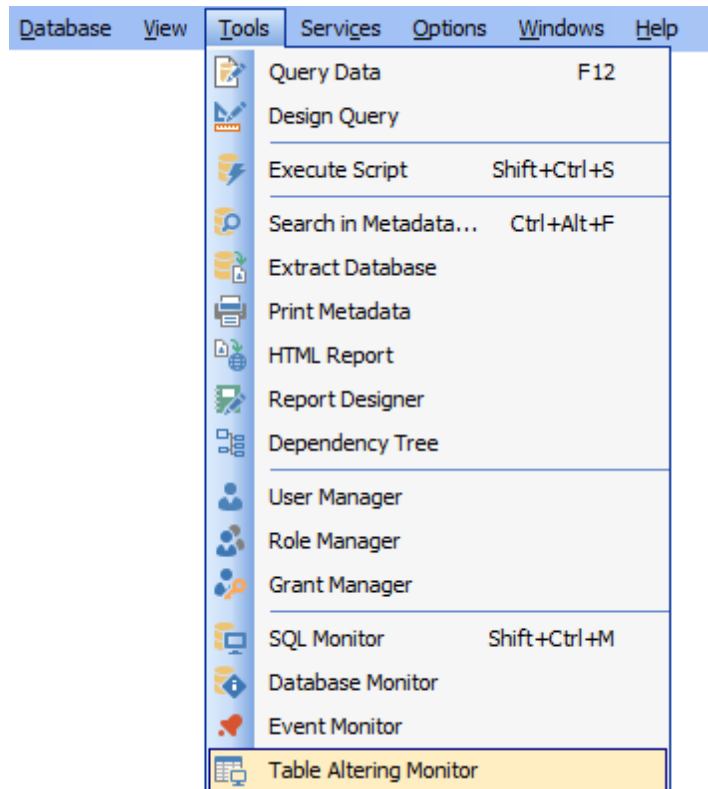 Database View Tools Services Options Windows Help
Query Data F12
Design Query
Execute Script Shift+Ctrl+S
Search in Metadata... Ctrl+Alt+F
Extract Database
Print Metadata
HTML Report
Report Designer
Dependency Tree
User Manager
Role Manager
Grant Manager
SQL Monitor Shift+Ctrl+M
Database Monitor
Event Monitor
Table Altering Monitor